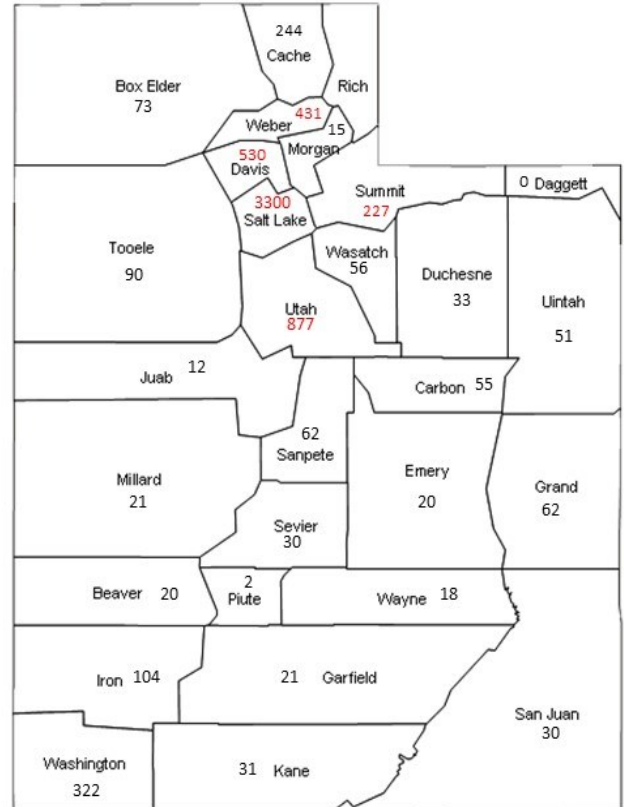 244
Cache
Box Elder
73
Rich
431
Weber
15
Morgan
530
Davis
3300
Salt Lake
Summit
227
0 Daggett
Tooele
90
Wasatch
56
Duchesne
33
Uintah
51
Utah
877
Juab 12
Carbon 55
62
Sanpete
Millard
21
Emery
20
Grand
62
Sevier
30
Beaver 20
2
Piute
Wayne 18
Iron 104
21 Garfield
San Juan
30
Washington
322
31 Kane